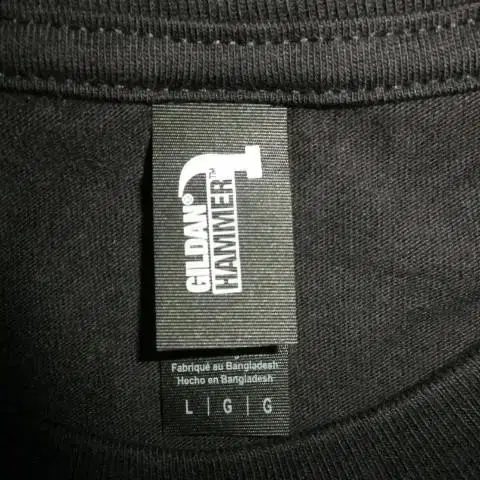 GILDAN®
HAMMER™
Fabriqué au Bangladesh
Hecho en Bangladesh
L | G | G